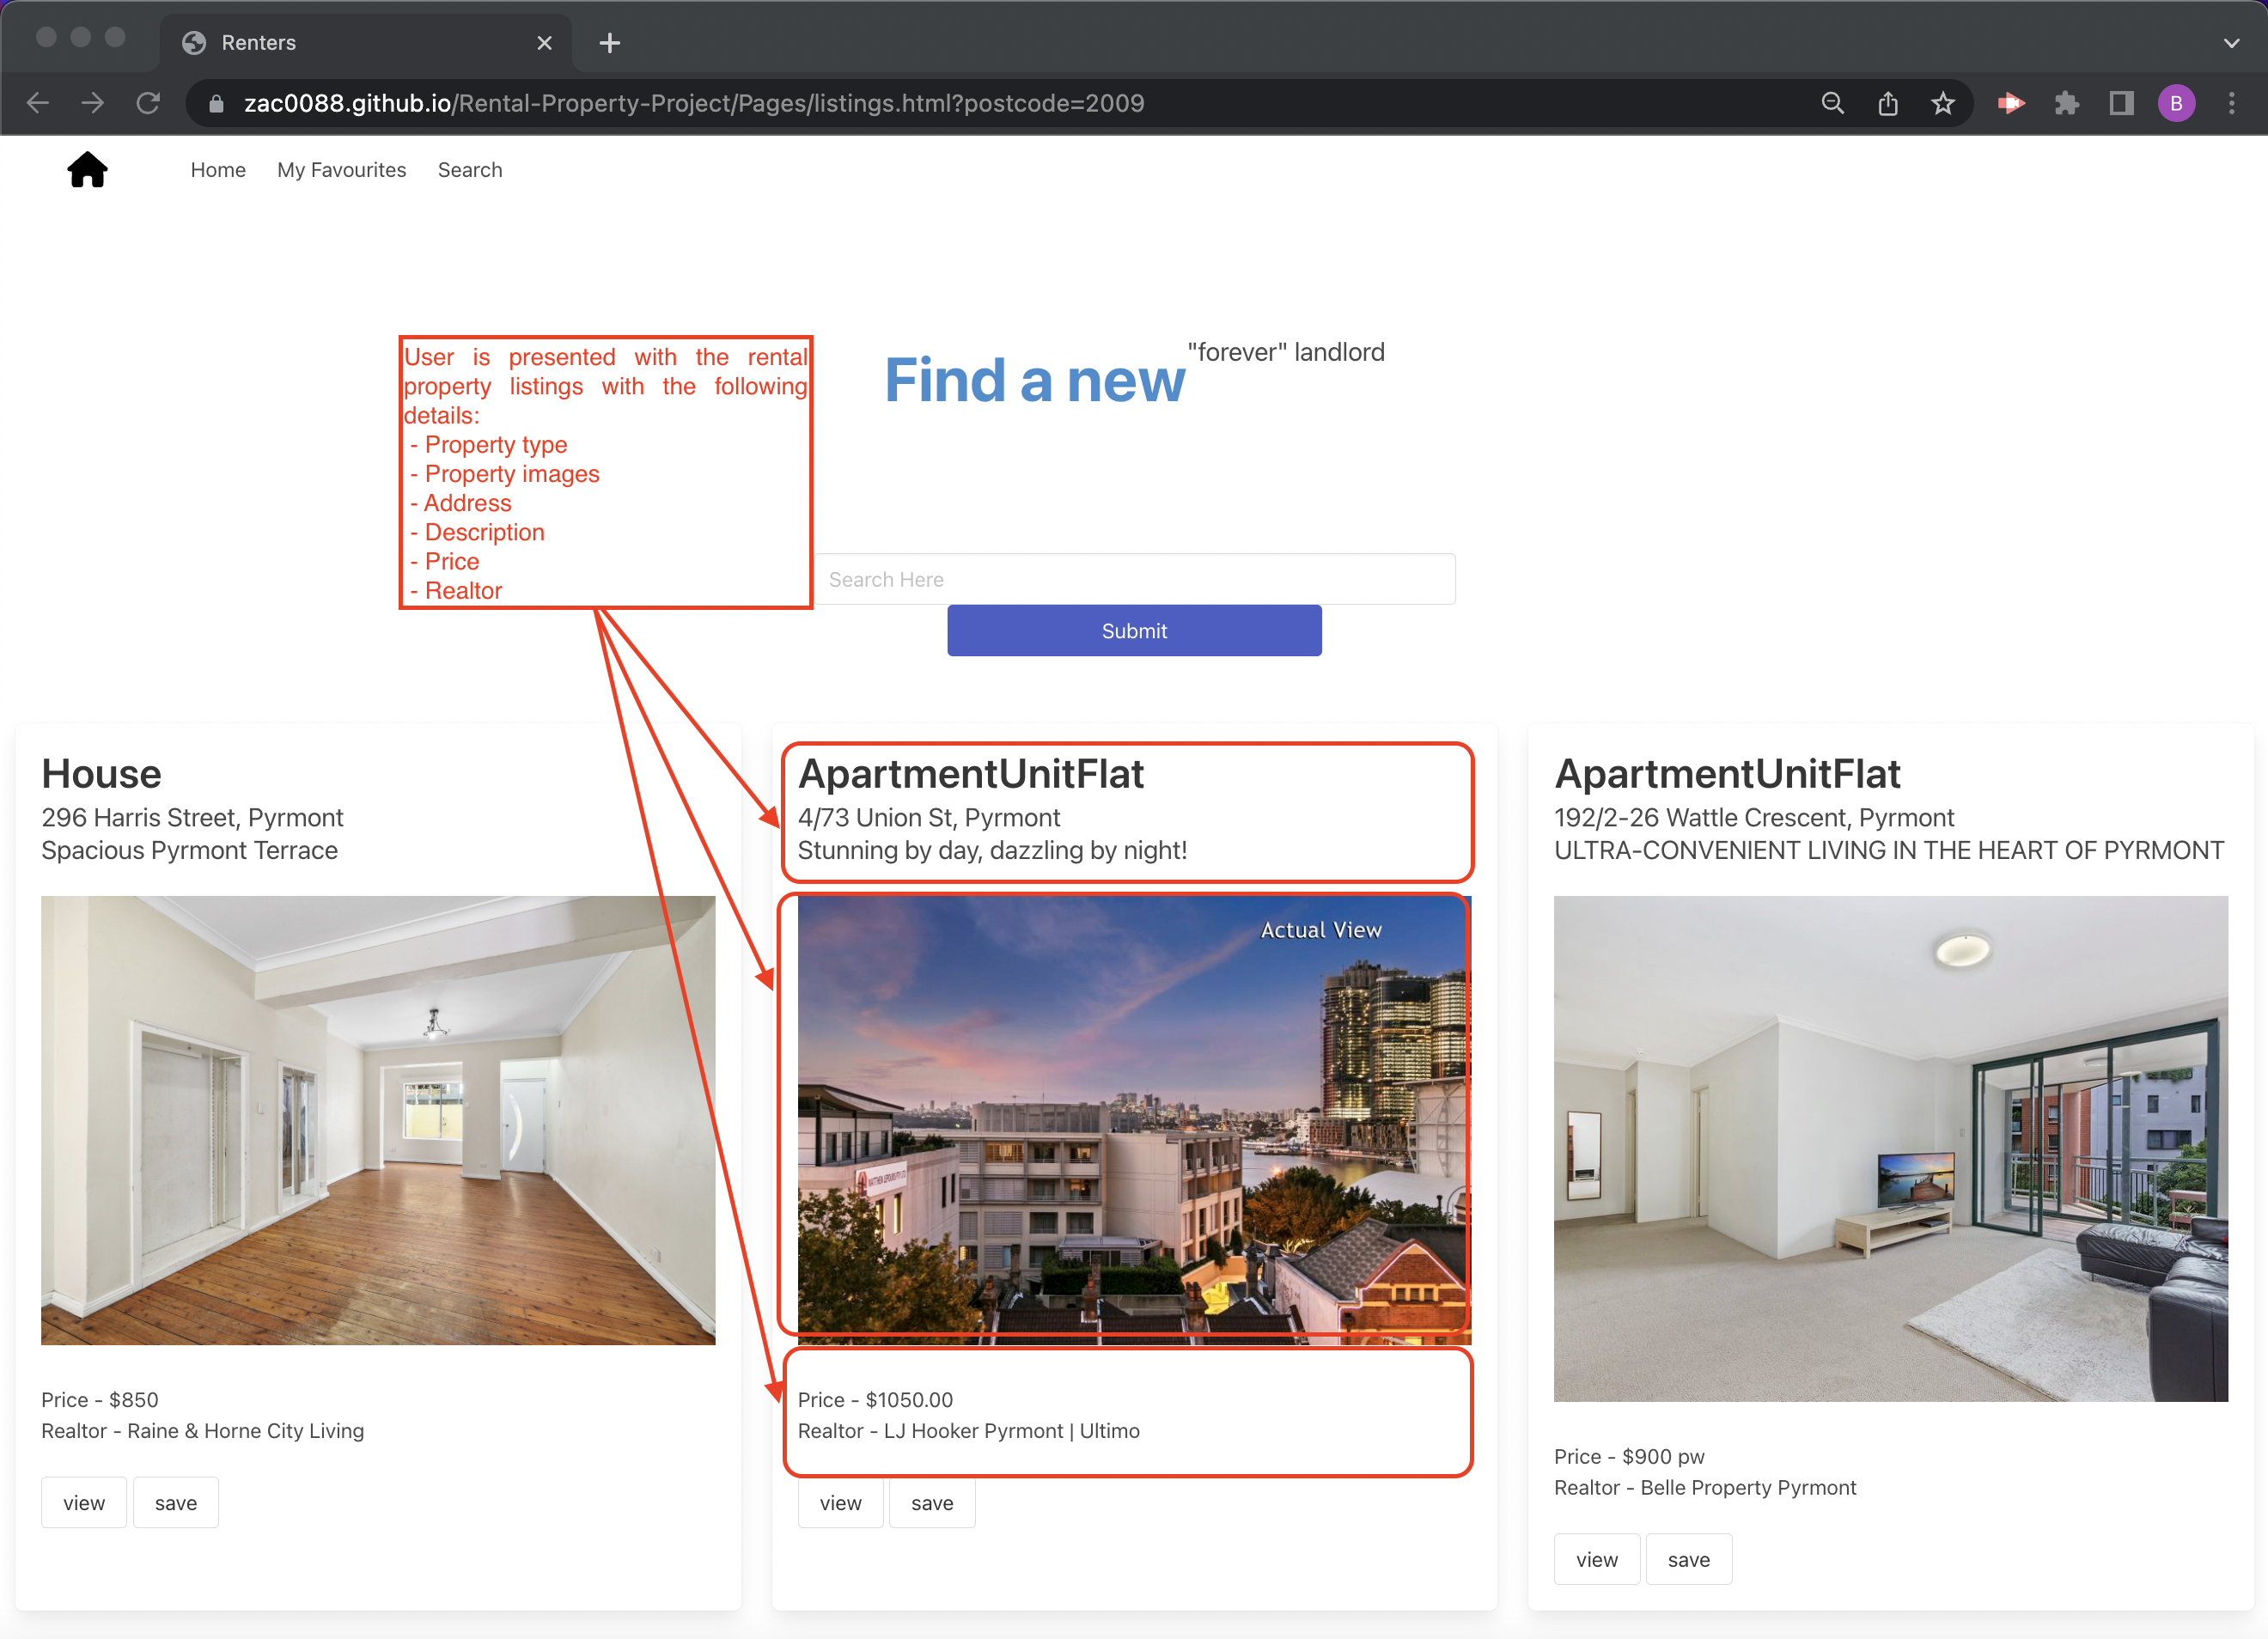 Renters
zac0088.github.io/Rental-Property-Project/Pages/listings.html?postcode=2009
B
Home
My Favourites
Search
User is presented with the rental
property listings with the following
details:
- Property type
- Property images
- Address
- Description
- Price
- Realtor
Find a new
"forever" landlord
Search Here
Submit
House
296 Harris Street, Pyrmont
Spacious Pyrmont Terrace
Price - $850
Realtor - Raine & Horne City Living
view
save
ApartmentUnitFlat
4/73 Union St, Pyrmont
Stunning by day, dazzling by night!
Actual View
Price - $1050.00
Realtor - LJ Hooker Pyrmont | Ultimo
view
save
ApartmentUnitFlat
192/2-26 Wattle Crescent, Pyrmont
ULTRA-CONVENIENT LIVING IN THE HEART OF PYRMONT
Price - $900 pw
Realtor - Belle Property Pyrmont
view
save